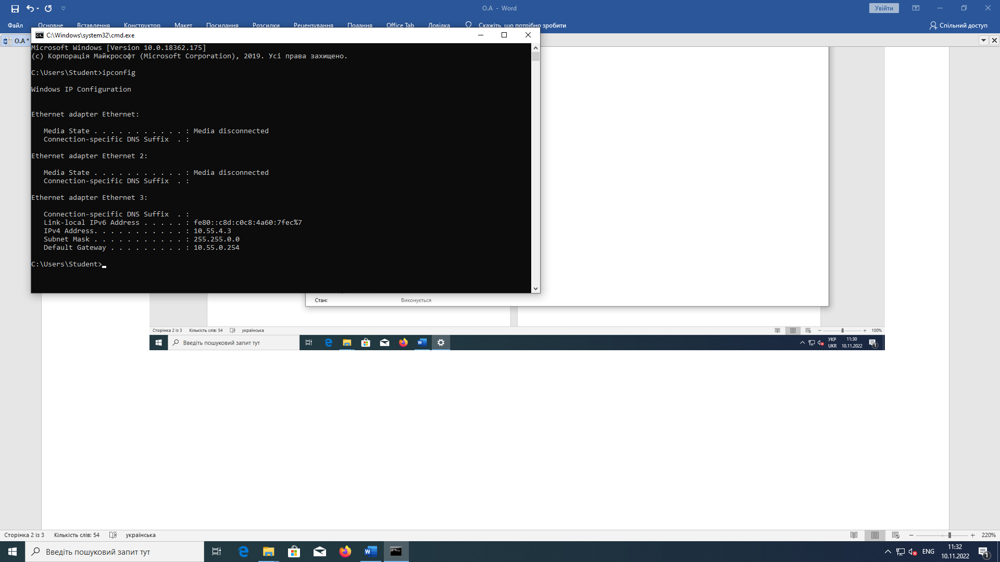 O.A - Word
Увійти
Файл Основне Вставлення Конструктор Макет Посилання Розсилки Рецензування Подання Office Tab Довідка Скажіть, що потрібно зробити Спільний доступ
O.A *
C:\Windows\system32\cmd.exe
Microsoft Windows [Version 10.0.18362.175]
(c) Корпорація Майкрософт (Microsoft Corporation), 2019. Усі права захищено.
C:\Users\Student>ipconfig
Windows IP Configuration
Ethernet adapter Ethernet:
Media State . . . . . . . . . . . : Media disconnected
Connection-specific DNS Suffix . :
Ethernet adapter Ethernet 2:
Media State . . . . . . . . . . . : Media disconnected
Connection-specific DNS Suffix . :
Ethernet adapter Ethernet 3:
Connection-specific DNS Suffix . :
Link-local IPv6 Address . . . . . : fe80::c8d:c0c8:4a60:7fec%7
IPv4 Address. . . . . . . . . . . : 10.55.4.3
Subnet Mask . . . . . . . . . . . : 255.255.0.0
Default Gateway . . . . . . . . . : 10.55.0.254
C:\Users\Student>
Стан: Виконується
Сторінка 2 із 3 Кількість слів: 54 українська 100%
Введіть пошуковий запит тут
УКР 11:30
UKR 10.11.2022
1
Сторінка 2 із 3 Кількість слів: 54 українська 220%
Введіть пошуковий запит тут
ENG
11:32
10.11.2022
1